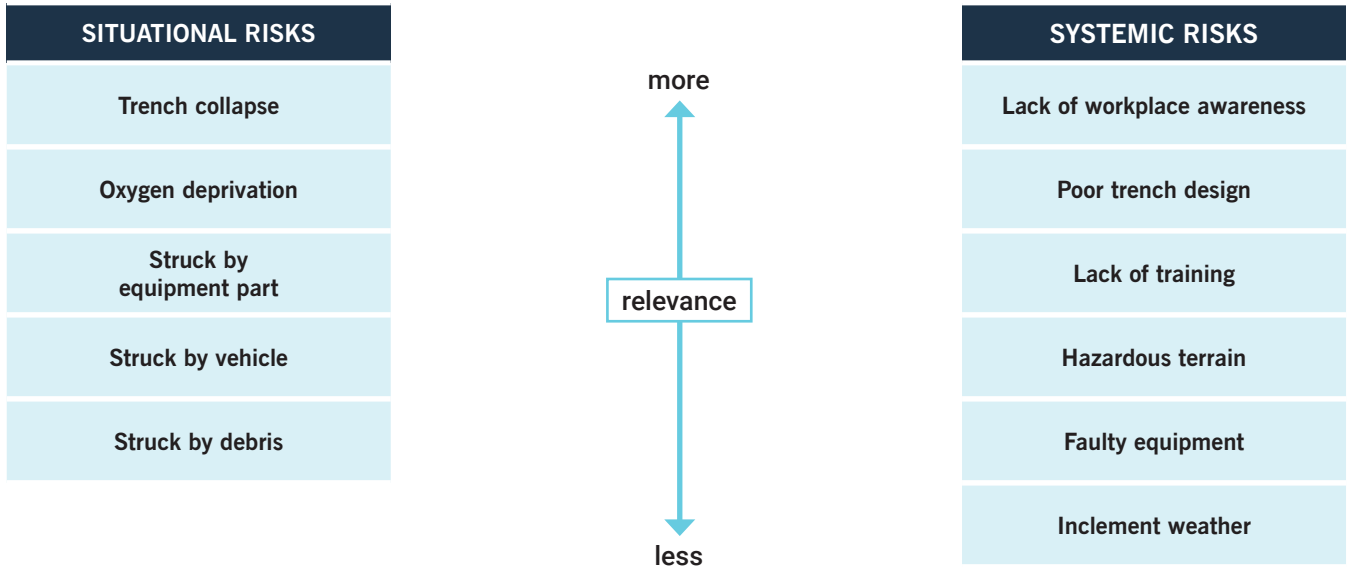 SITUATIONAL RISKS
Trench collapse
Oxygen deprivation
Struck by
equipment part
Struck by vehicle
Struck by debris
more
relevance
less
SYSTEMIC RISKS
Lack of workplace awareness
Poor trench design
Lack of training
Hazardous terrain
Faulty equipment
Inclement weather